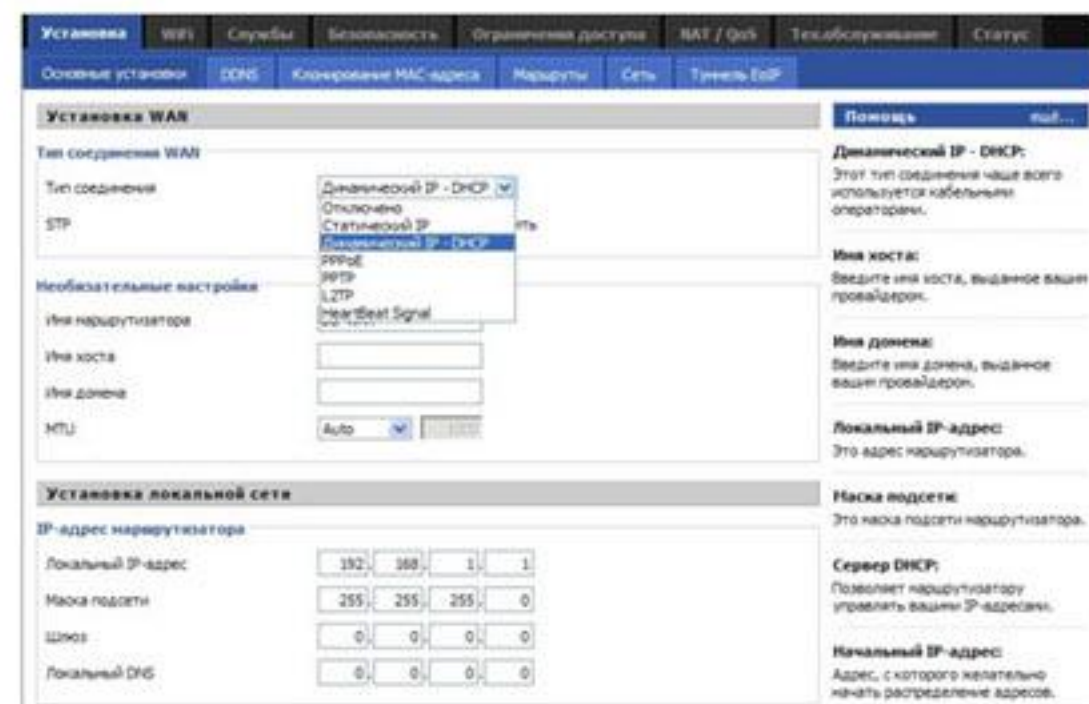 Установка WiFi Службы Безопасность Ограничения доступа NAT / QoS Тех.обслуживание Статус
Основные установки DDNS Клонирование MAC-адреса Маршруты Сеть Туннель EoIP
Установка WAN
Тип соединения WAN
Тип соединения Динамический IP - DHCP
Отключено
STP Статический IP
Динамический IP - DHCP
PPPoE
PPTP
L2TP
HeartBeat Signal
Необязательные настройки
Имя маршрутизатора
Имя хоста
Имя домена
MTU Auto
Установка локальной сети
IP-адрес маршрутизатора
Локальный IP-адрес 192. 168. 1. 1
Маска подсети 255. 255. 255. 0
Шлюз 0. 0. 0. 0
Локальный DNS 0. 0. 0. 0
Помощь
Динамический IP - DHCP:
Этот тип соединения чаще всего
используется кабельными
операторами.
Имя хоста:
Введите имя хоста, выданное вашим
провайдером.
Имя домена:
Введите имя домена, выданное
вашим провайдером.
Локальный IP-адрес:
Это адрес маршрутизатора.
Маска подсети:
Это маска подсети маршрутизатора.
Сервер DHCP:
Позволяет маршрутизатору
управлять вашими IP-адресами.
Начальный IP-адрес:
Адрес, с которого желательно
начать распределение адресов.